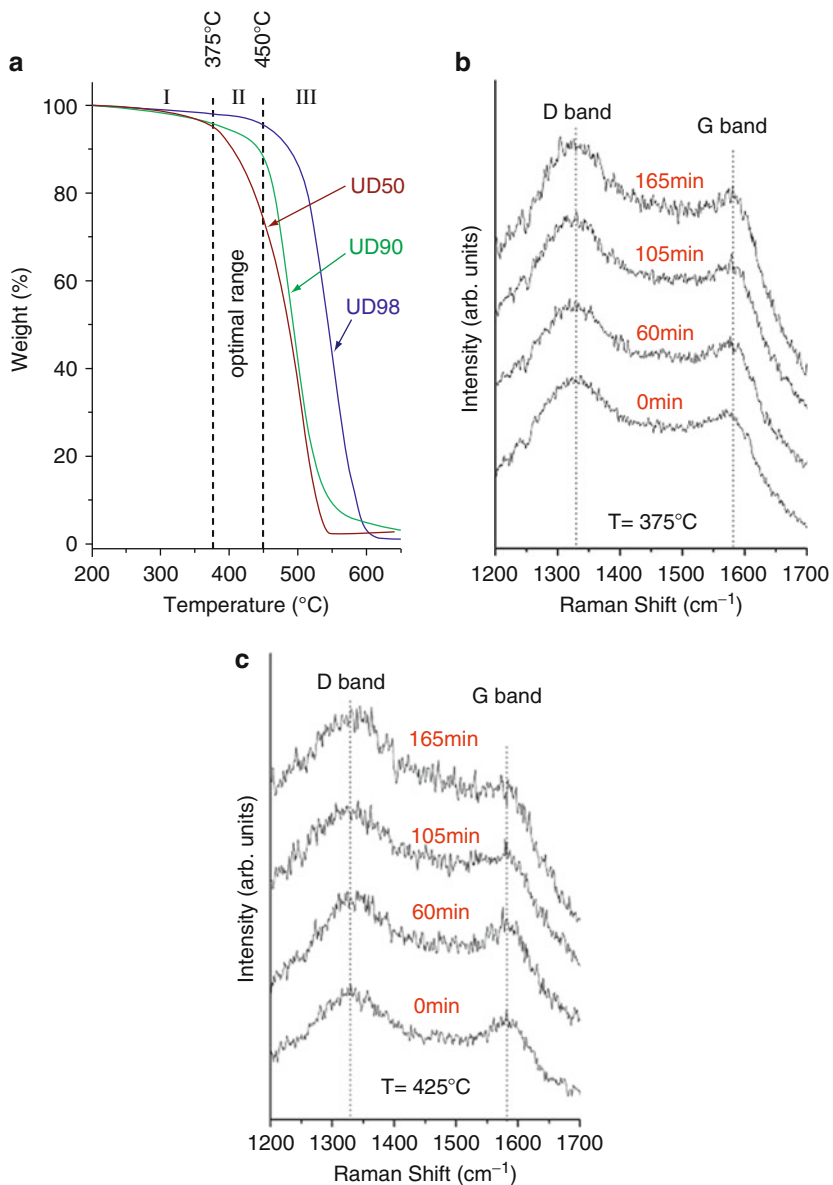 a
375°C
450°C
I
II
III
100
80
60
40
20
0
Weight (%)
optimal range
UD50
UD90
UD98
200
300
400
500
600
Temperature (°C)
b
D band
G band
165min
105min
60min
0min
T= 375°C
Intensity (arb. units)
1200
1300
1400
1500
1600
1700
Raman Shift (cm⁻¹)
c
D band
G band
165min
105min
60min
0min
T= 425°C
Intensity (arb. units)
1200
1300
1400
1500
1600
1700
Raman Shift (cm⁻¹)